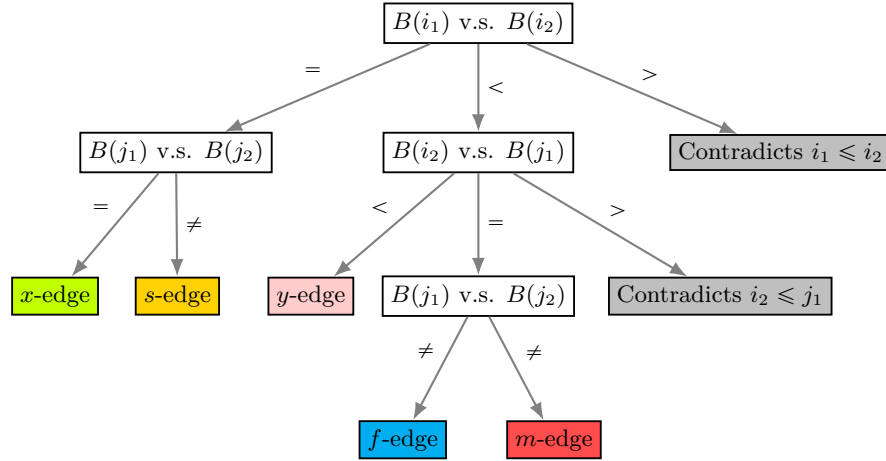 B(i₁) v.s. B(i₂)
= < >
B(j₁) v.s. B(j₂) B(i₂) v.s. B(j₁) Contradicts i₁ ⩽ i₂
= ≠ < = >
x-edge s-edge y-edge B(j₁) v.s. B(j₂) Contradicts i₂ ⩽ j₁
≠ ≠
f-edge m-edge